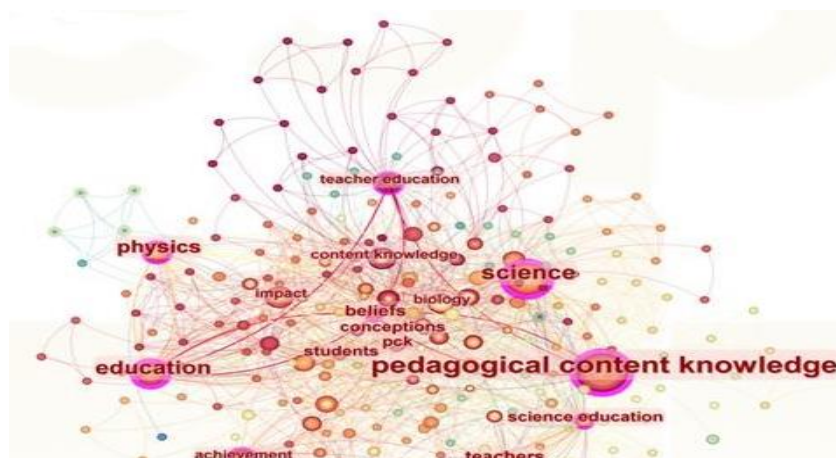 teacher education
physics
content knowledge
science
impact
biology
beliefs
conceptions
pck
students
education
pedagogical content knowledge
science education
achievement
teachers